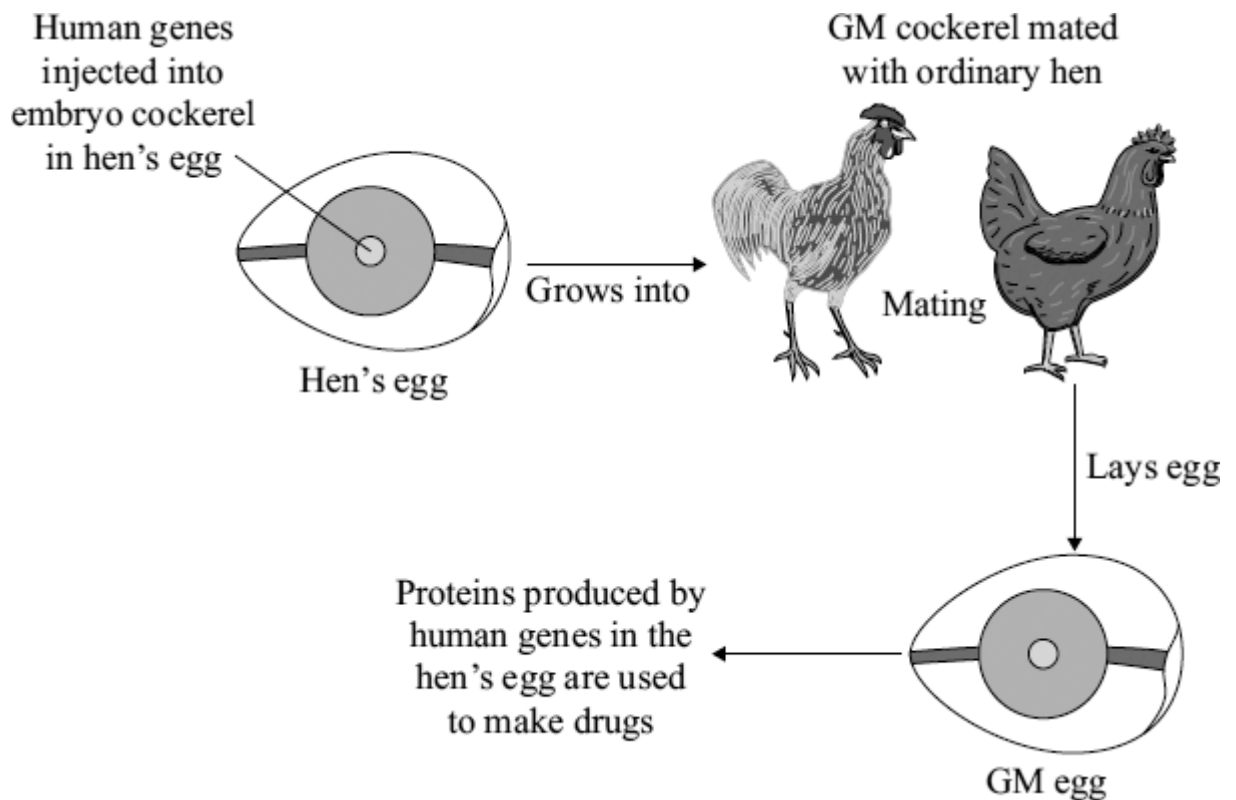 Human genes
injected into
embryo cockerel
in hen’s egg
Hen’s egg
Grows into
GM cockerel mated
with ordinary hen
Mating
Lays egg
GM egg
Proteins produced by
human genes in the
hen’s egg are used
to make drugs